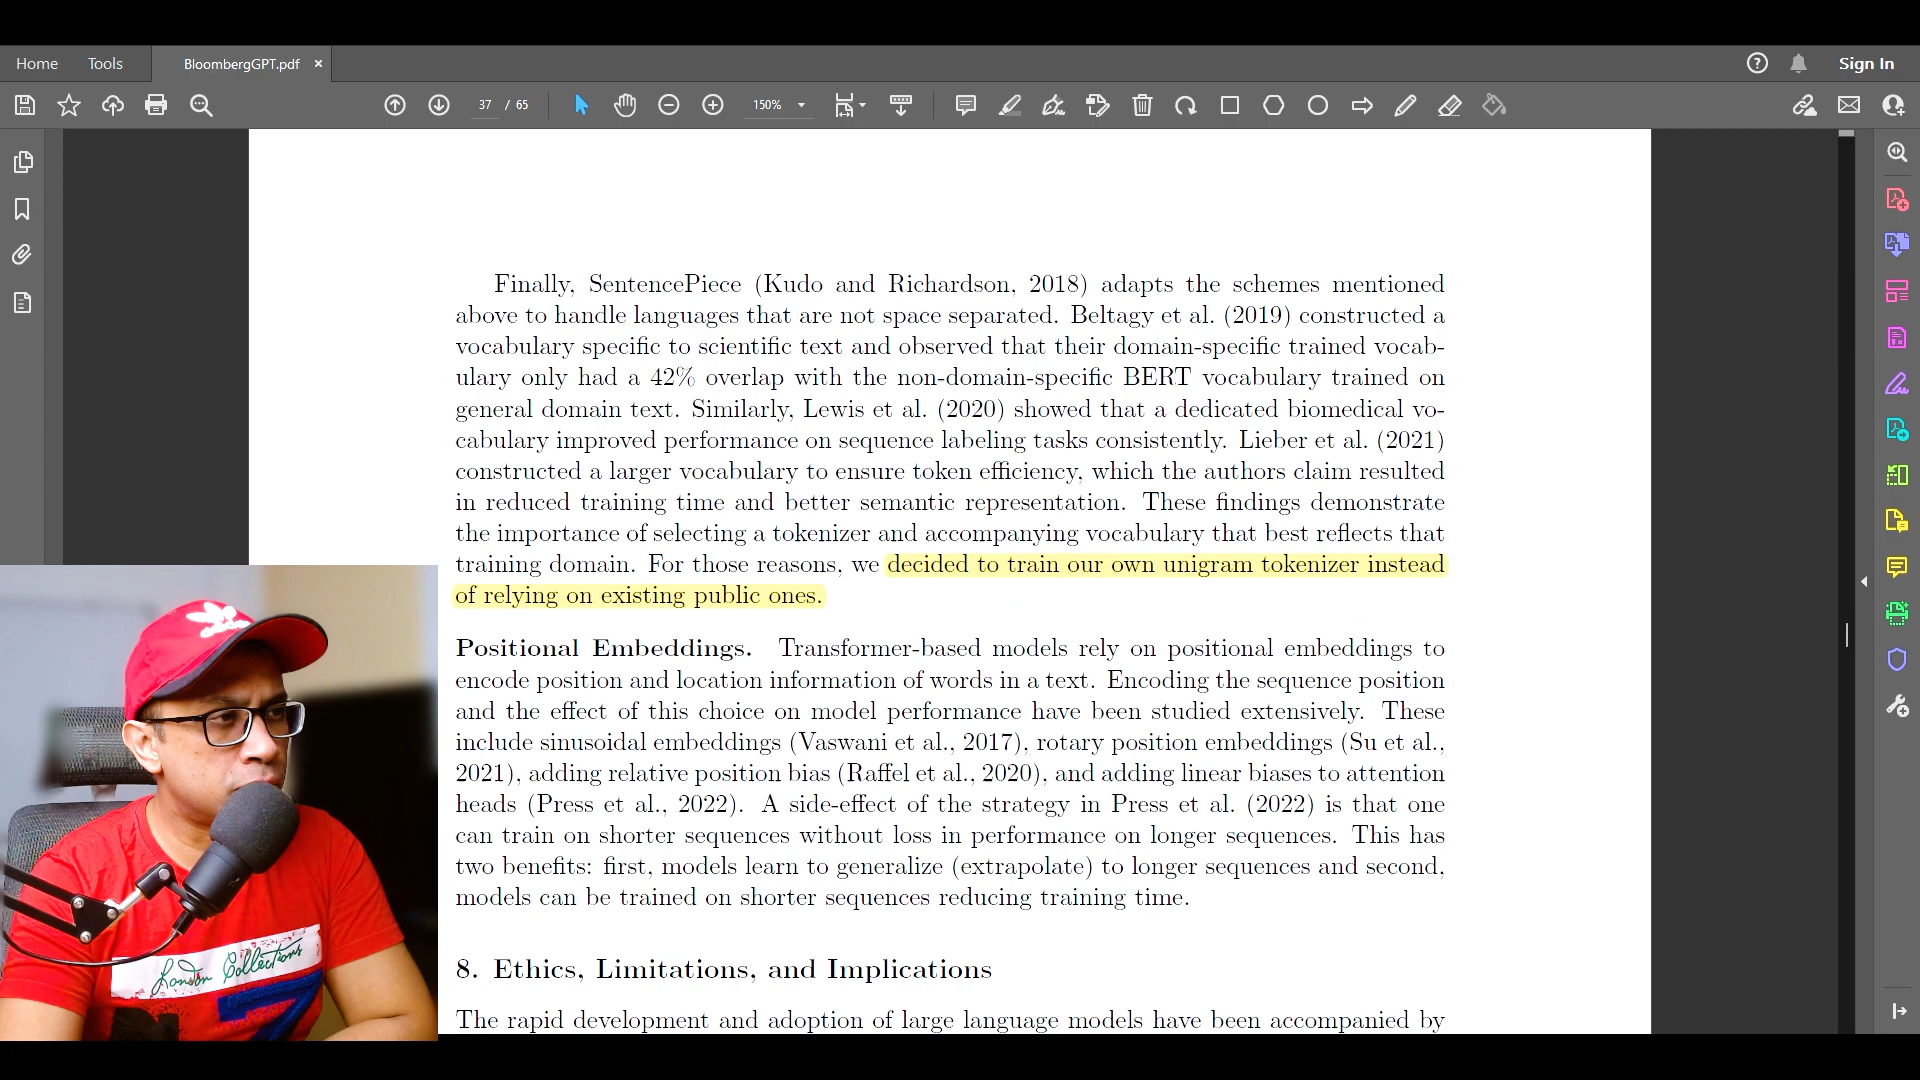 Home Tools BloombergGPT.pdf × Sign In
37 / 65 150%
Finally, SentencePiece (Kudo and Richardson, 2018) adapts the schemes mentioned
above to handle languages that are not space separated. Beltagy et al. (2019) constructed a
vocabulary specific to scientific text and observed that their domain-specific trained vocab-
ulary only had a 42% overlap with the non-domain-specific BERT vocabulary trained on
general domain text. Similarly, Lewis et al. (2020) showed that a dedicated biomedical vo-
cabulary improved performance on sequence labeling tasks consistently. Lieber et al. (2021)
constructed a larger vocabulary to ensure token efficiency, which the authors claim resulted
in reduced training time and better semantic representation. These findings demonstrate
the importance of selecting a tokenizer and accompanying vocabulary that best reflects that
training domain. For those reasons, we decided to train our own unigram tokenizer instead
of relying on existing public ones.
Positional Embeddings. Transformer-based models rely on positional embeddings to
encode position and location information of words in a text. Encoding the sequence position
and the effect of this choice on model performance have been studied extensively. These
include sinusoidal embeddings (Vaswani et al., 2017), rotary position embeddings (Su et al.,
2021), adding relative position bias (Raffel et al., 2020), and adding linear biases to attention
heads (Press et al., 2022). A side-effect of the strategy in Press et al. (2022) is that one
can train on shorter sequences without loss in performance on longer sequences. This has
two benefits: first, models learn to generalize (extrapolate) to longer sequences and second,
models can be trained on shorter sequences reducing training time.
8. Ethics, Limitations, and Implications
The rapid development and adoption of large language models have been accompanied by
London Collections
7